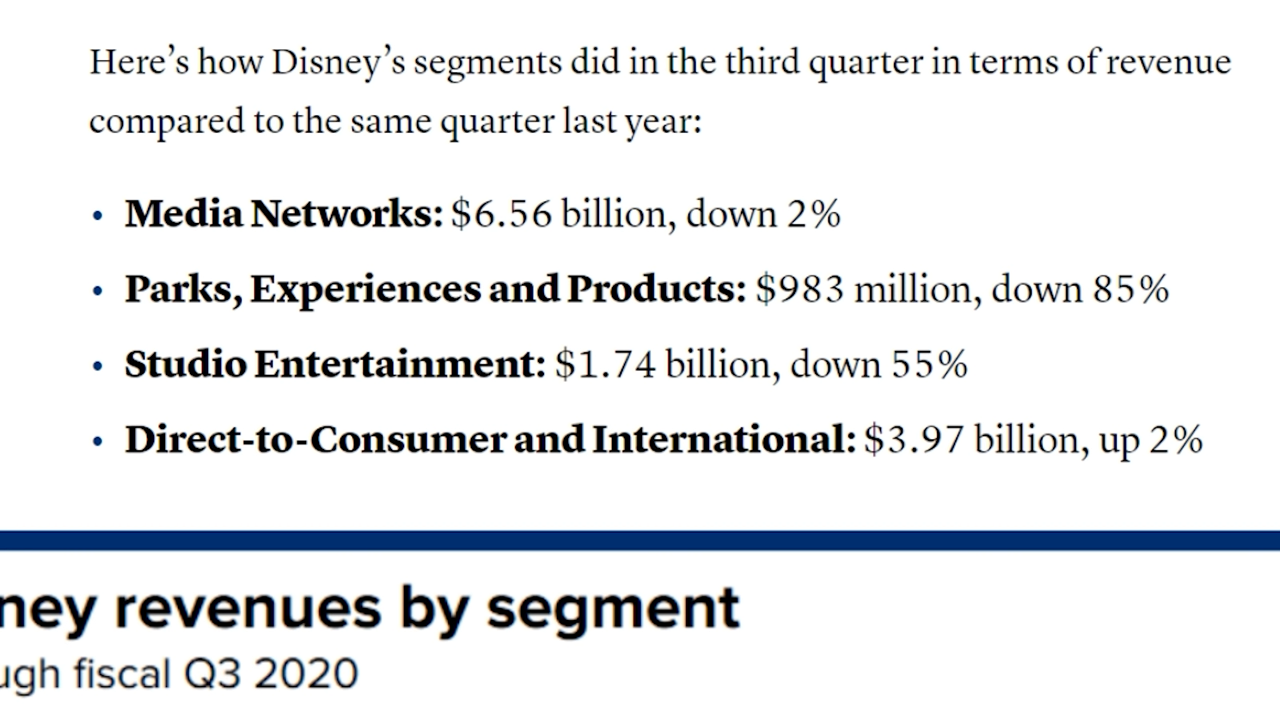 Here’s how Disney’s segments did in the third quarter in terms of revenue
compared to the same quarter last year:
• Media Networks: $6.56 billion, down 2%
• Parks, Experiences and Products: $983 million, down 85%
• Studio Entertainment: $1.74 billion, down 55%
• Direct-to-Consumer and International: $3.97 billion, up 2%
ney revenues by segment
ugh fiscal Q3 2020